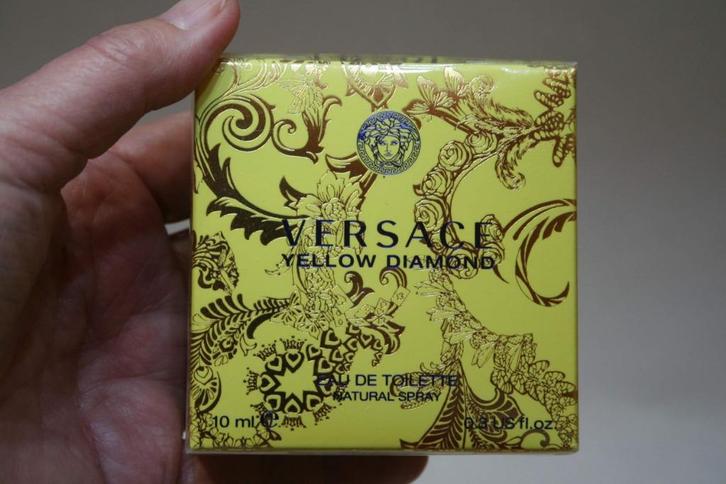 VERSACE
YELLOW DIAMOND
EAU DE TOILETTE
NATURAL SPRAY
10 ml ℮ 0.3 US fl.oz.